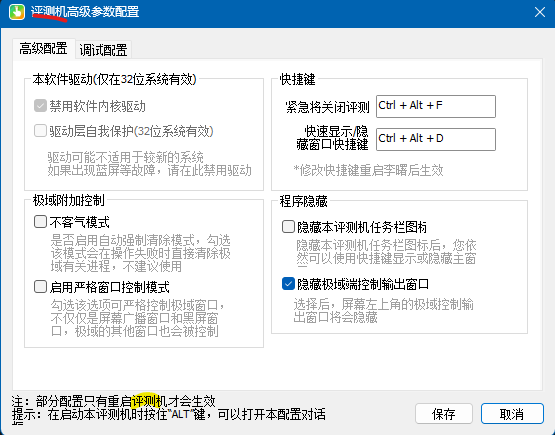 评测机高级参数配置
高级配置
调试配置
本软件驱动(仅在32位系统有效)
禁用软件内核驱动
驱动层自我保护(32位系统有效)
驱动可能不适用于较新的系统
如果出现蓝屏等故障，请在此禁用驱动
快捷键
紧急将关闭评测
Ctrl + Alt + F
快速显示/隐
藏窗口快捷键
Ctrl + Alt + D
*修改快捷键重启李曙后生效
极域附加控制
不客气模式
是否启用自动强制清除模式，勾选
该模式会在操作失败时直接清除极
域有关进程，不建议使用
启用严格窗口控制模式
勾选该选项可严格控制极域窗口，
不仅仅是屏幕广播窗口和黑屏窗
口，极域的其他窗口也会被控制
程序隐藏
隐藏本评测机任务栏图标
隐藏本评测机任务栏图标后，您依
然可以使用快捷键显示或隐藏主窗
隐藏极域端控制输出窗口
选择后，屏幕左上角的极域控制输
出窗口将会隐藏
注：部分配置只有重启评测机才会生效
提示：在启动本评测机时按住“ALT”键，可以打开本配置对话
保存
取消